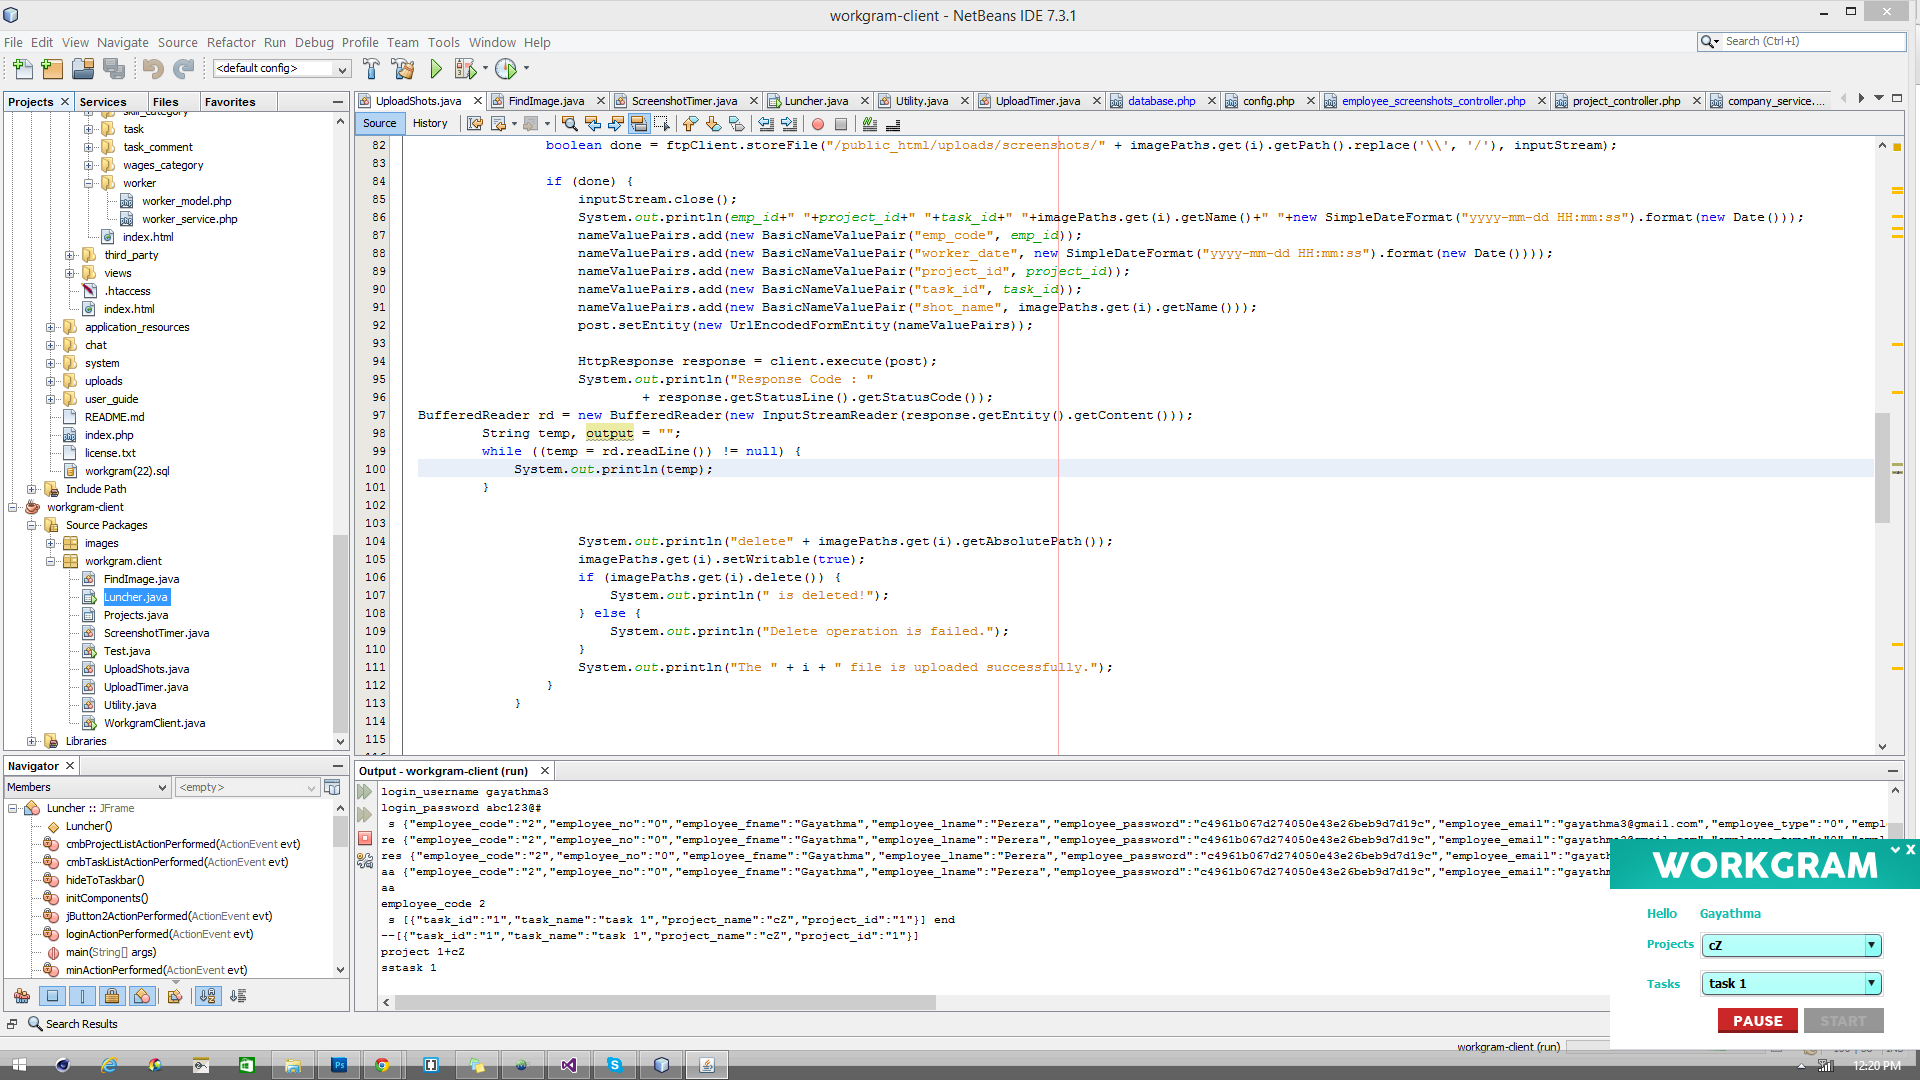 workgram-client - NetBeans IDE 7.3.1
File Edit View Navigate Source Refactor Run Debug Profile Team Tools Window Help
Search (Ctrl+I)
<default config>
Projects Services Files Favorites
skill_category
task
task_comment
wages_category
worker
worker_model.php
worker_service.php
index.html
third_party
views
.htaccess
index.html
application_resources
chat
system
uploads
user_guide
README.md
index.php
license.txt
workgram(22).sql
Include Path
workgram-client
Source Packages
images
workgram.client
FindImage.java
Luncher.java
Projects.java
ScreenshotTimer.java
Test.java
UploadShots.java
UploadTimer.java
Utility.java
WorkgramClient.java
Libraries
Navigator
Members <empty>
Luncher :: JFrame
Luncher()
cmbProjectListActionPerformed(ActionEvent evt)
cmbTaskListActionPerformed(ActionEvent evt)
hideToTaskbar()
initComponents()
jButton2ActionPerformed(ActionEvent evt)
loginActionPerformed(ActionEvent evt)
main(String[] args)
minActionPerformed(ActionEvent evt)
UploadShots.java FindImage.java ScreenshotTimer.java Luncher.java Utility.java UploadTimer.java database.php config.php employee_screenshots_controller.php project_controller.php company_service....
Source History
82 boolean done = ftpClient.storeFile("/public_html/uploads/screenshots/" + imagePaths.get(i).getPath().replace('\\', '/'), inputStream);
83
84 if (done) {
85 inputStream.close();
86 System.out.println(emp_id+" "+project_id+" "+task_id+" "+imagePaths.get(i).getName()+" "+new SimpleDateFormat("yyyy-mm-dd HH:mm:ss").format(new Date()));
87 nameValuePairs.add(new BasicNameValuePair("emp_code", emp_id));
88 nameValuePairs.add(new BasicNameValuePair("worker_date", new SimpleDateFormat("yyyy-mm-dd HH:mm:ss").format(new Date())));
89 nameValuePairs.add(new BasicNameValuePair("project_id", project_id));
90 nameValuePairs.add(new BasicNameValuePair("task_id", task_id));
91 nameValuePairs.add(new BasicNameValuePair("shot_name", imagePaths.get(i).getName()));
92 post.setEntity(new UrlEncodedFormEntity(nameValuePairs));
93
94 HttpResponse response = client.execute(post);
95 System.out.println("Response Code : "
96 + response.getStatusLine().getStatusCode());
97 BufferedReader rd = new BufferedReader(new InputStreamReader(response.getEntity().getContent()));
98 String temp, output = "";
99 while ((temp = rd.readLine()) != null) {
100 System.out.println(temp);
101 }
102
103
104 System.out.println("delete" + imagePaths.get(i).getAbsolutePath());
105 imagePaths.get(i).setWritable(true);
106 if (imagePaths.get(i).delete()) {
107 System.out.println(" is deleted!");
108 } else {
109 System.out.println("Delete operation is failed.");
110 }
111 System.out.println("The " + i + " file is uploaded successfully.");
112 }
113 }
114
115
Output - workgram-client (run)
login_username gayathma3
login_password abc123@#
s {"employee_code":"2","employee_no":"0","employee_fname":"Gayathma","employee_lname":"Perera","employee_password":"c4961b067d274050e43e26beb9d7d19c","employee_email":"gayathma3@gmail.com","employee_type":"0","empl
re {"employee_code":"2","employee_no":"0","employee_fname":"Gayathma","employee_lname":"Perera","employee_password":"c4961b067d274050e43e26beb9d7d19c","employee_email":"gayathma3@gmail.com","employee_type":"0","emp
res {"employee_code":"2","employee_no":"0","employee_fname":"Gayathma","employee_lname":"Perera","employee_password":"c4961b067d274050e43e26beb9d7d19c","employee_email":"gayath
aa {"employee_code":"2","employee_no":"0","employee_fname":"Gayathma","employee_lname":"Perera","employee_password":"c4961b067d274050e43e26beb9d7d19c","employee_email":"gayathm
aa
employee_code 2
s [{"task_id":"1","task_name":"task 1","project_name":"cZ","project_id":"1"}] end
--[{"task_id":"1","task_name":"task 1","project_name":"cZ","project_id":"1"}]
project 1+cZ
sstask 1
WORKGRAM
Hello Gayathma
Projects cZ
Tasks task 1
PAUSE START
Search Results
workgram-client (run)
12:20 PM